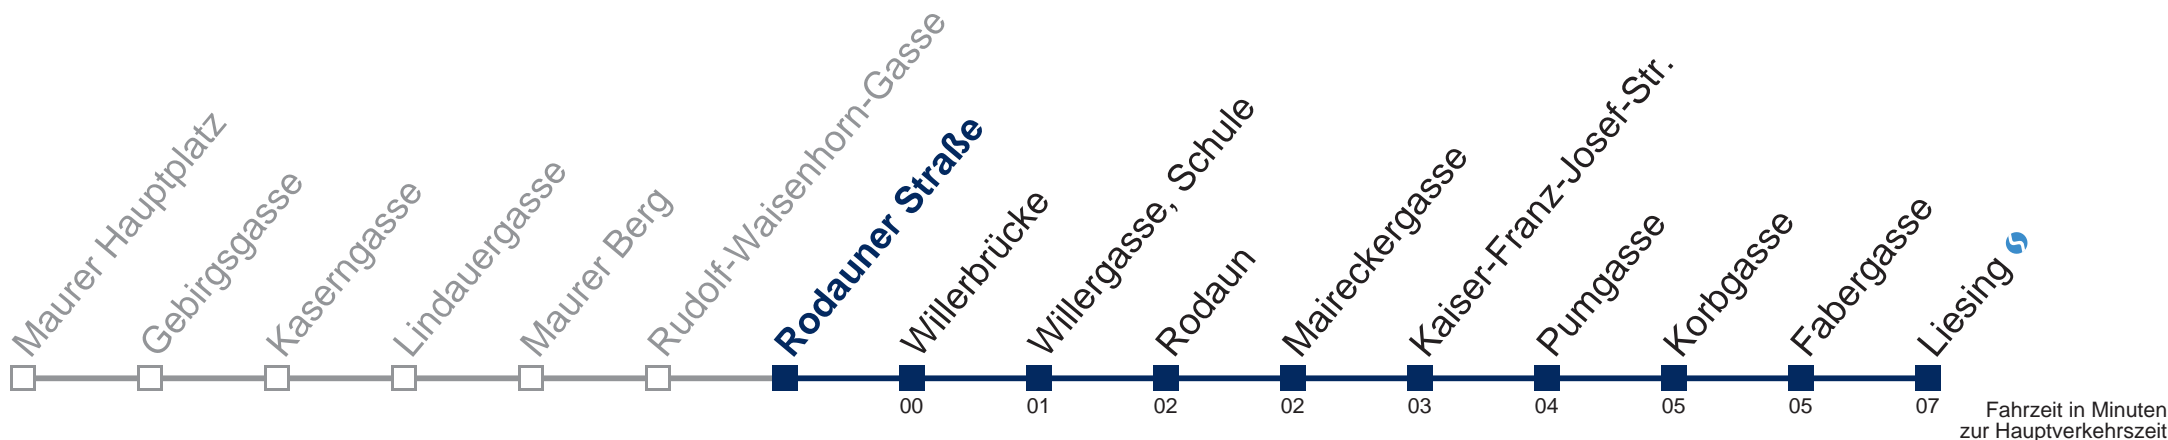 Maurer Hauptplatz
Gebirgsgasse
Kaserngasse
Lindauergasse
Maurer Berg
Rudolf-Waisenhorn-Gasse
Rodauner Straße
Willerbrücke
Willergasse, Schule
Rodaun
Maireckergasse
Kaiser-Franz-Josef-Str.
Pumgasse
Korbgasse
Fabergasse
Liesing
00 01 02 02 03 04 05 05 07
Fahrzeit in Minuten
zur Hauptverkehrszeit